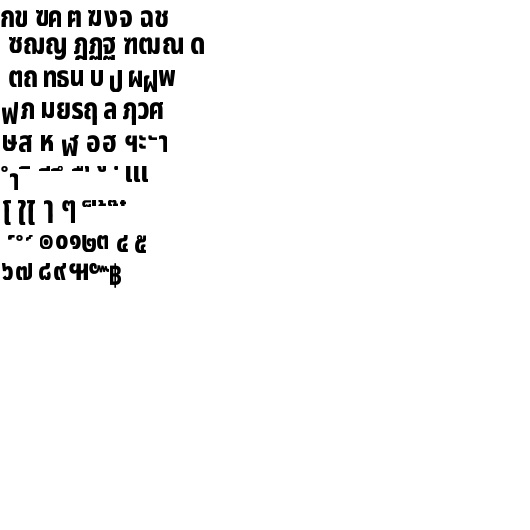 กข ฃค ฅ ฆงจ ฉช
ซฌญ ฎฏฐ ฑฒณ ด
ตถ ทธน บ ป ผฝพ
ฟภ มยรฤ ล ฦวศ
ษส ห ฬ อฮ ฯะ ั า
ำ ิ ี ึ ื ุ ู ฺ เแ
โ ใไ ๅ ๆ ็ ่ ้ ๊ ๋
์ ํ ๎ ๏๐๑๒๓ ๔ ๕
๖๗ ๘๙๚๛฿